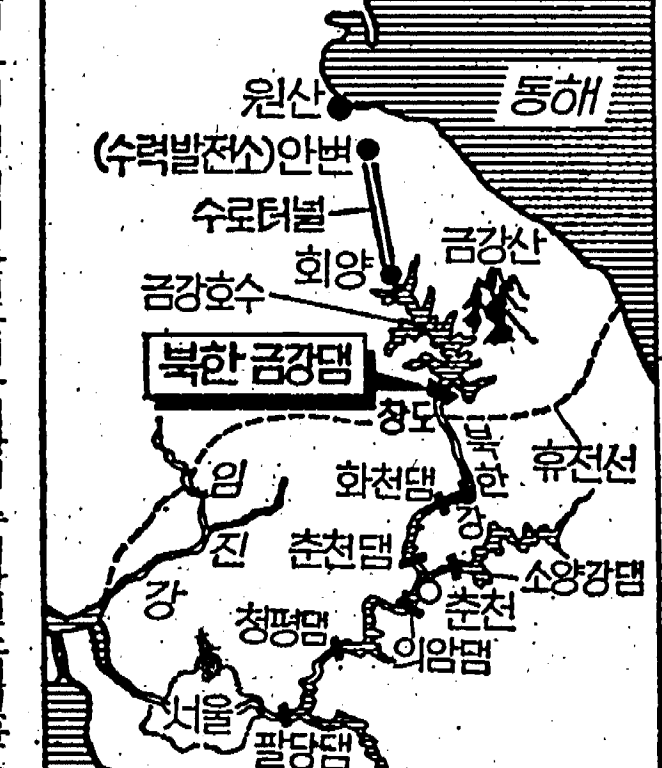 원산
동해
(수력발전소)안변
수로터널
금강산
회양
금강호수
북한 금강댐
창도
북한강
휴전선
임진강
화천댐
춘천댐
소양강댐
춘천
청평댐
의암댐
서울
팔당댐